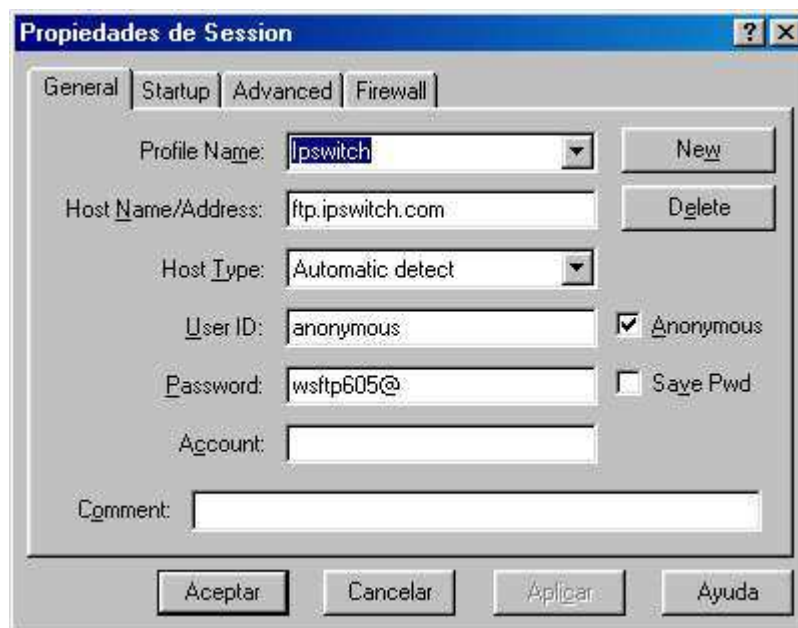 Propiedades de Session
General Startup Advanced Firewall
Profile Name: Ipswitch New
Host Name/Address: ftp.ipswitch.com Delete
Host Type: Automatic detect
User ID: anonymous Anonymous
Password: wsftp605@ Save Pwd
Account:
Comment:
Aceptar Cancelar Aplicar Ayuda